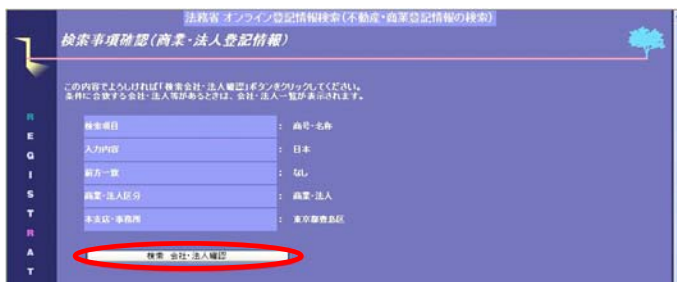 法務省 オンライン登記情報検索(不動産・商業登記情報の検索)
検索事項確認(商業・法人登記情報)
この内容でよろしければ「検索会社・法人確認」ボタンをクリックしてください。
条件に合致する会社・法人等があるときは、会社・法人一覧が表示されます。
検索項目 : 商号・名称
入力内容 : 日本
前方一致 : なし
商業・法人区分 : 商業・法人
本支店・事務所 : 東京都豊島区
検索 会社・法人確認
R
E
G
I
S
T
R
A
T